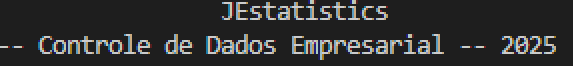 JEstatistics
-- Controle de Dados Empresarial -- 2025